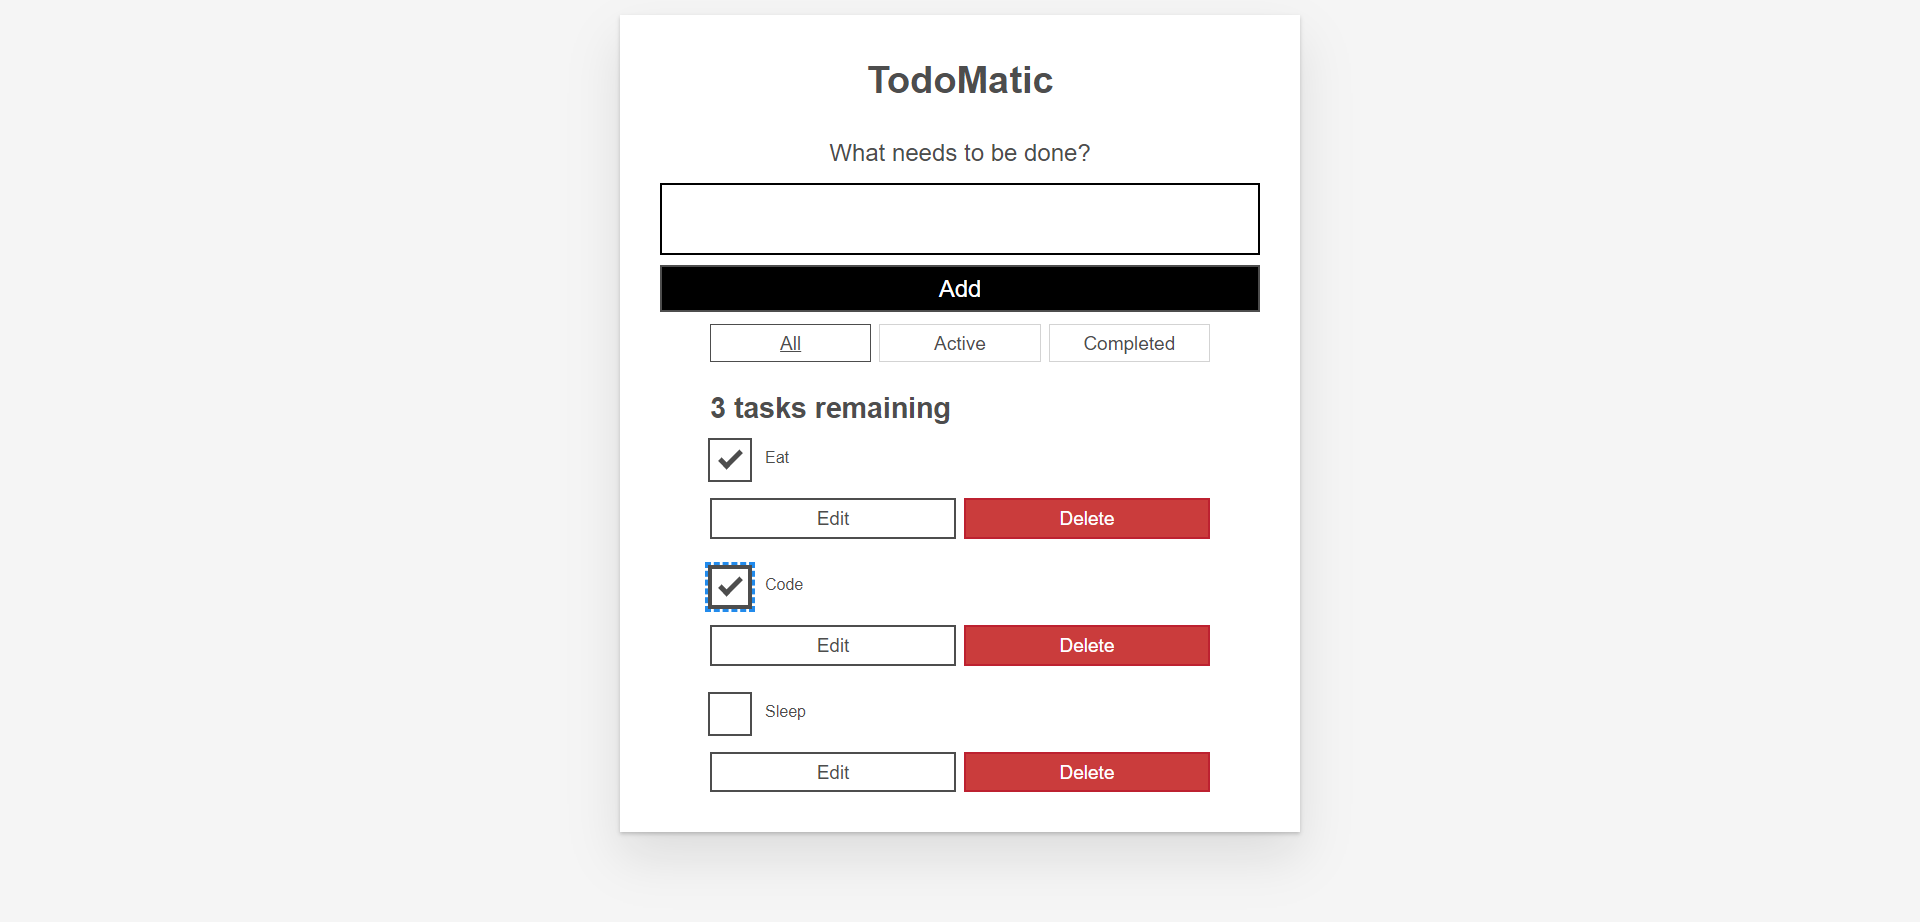 TodoMatic
What needs to be done?
Add
All Active Completed
3 tasks remaining
Eat
Edit Delete
Code
Edit Delete
Sleep
Edit Delete